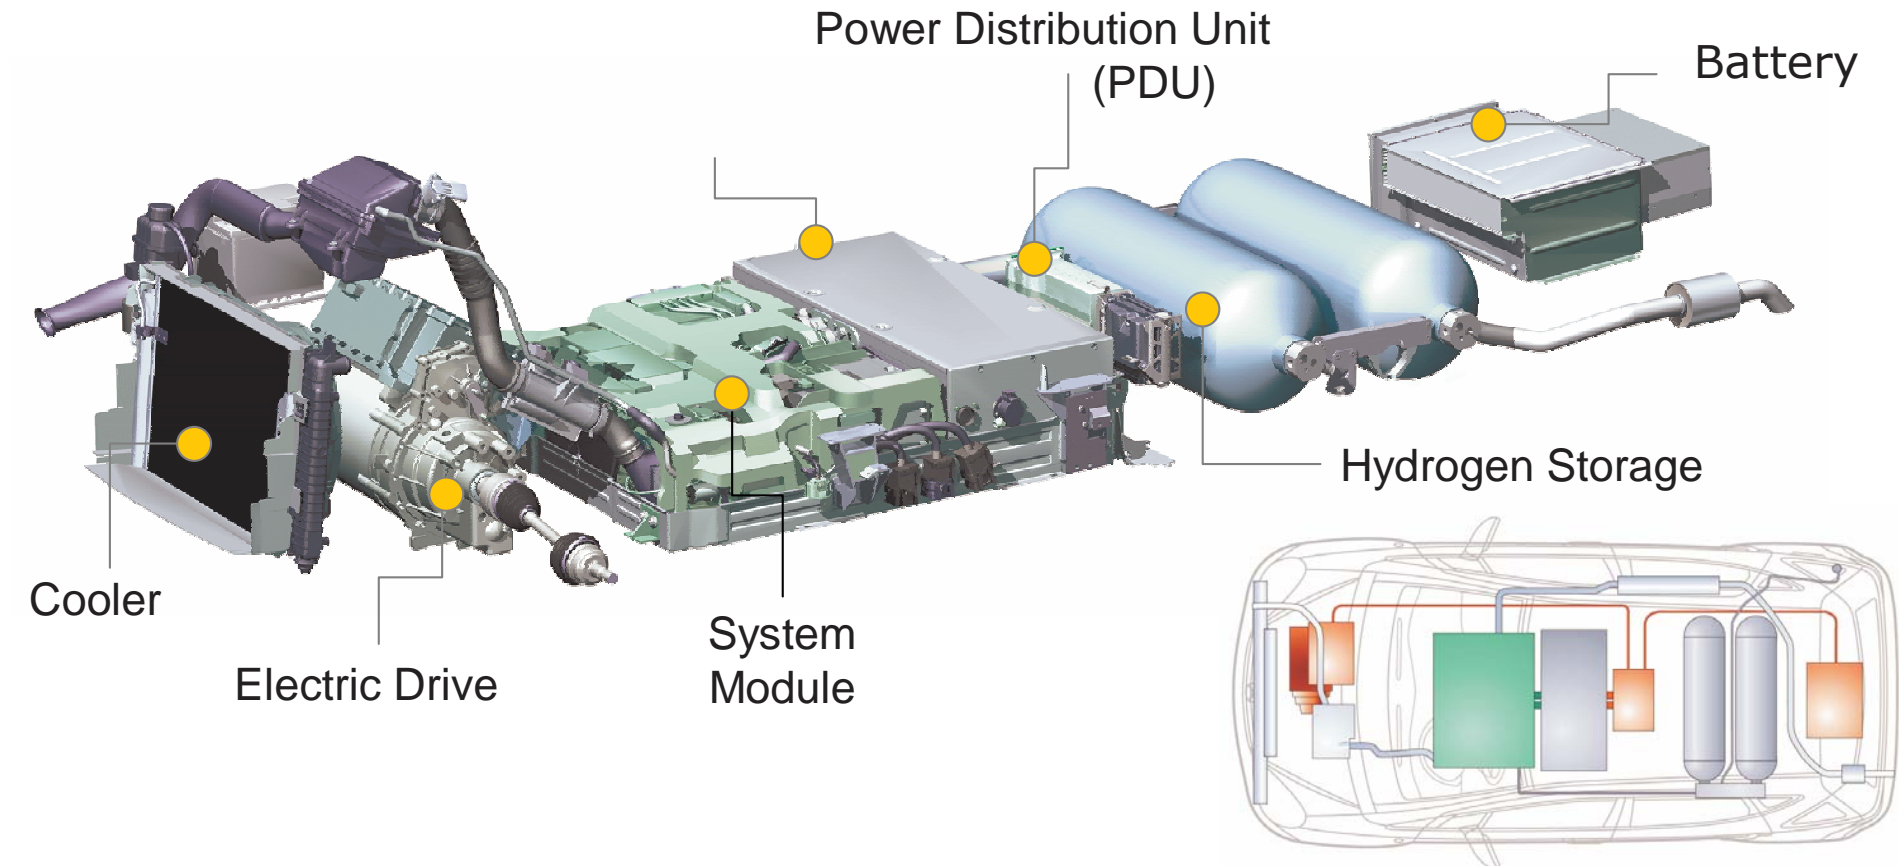 Power Distribution Unit
(PDU)
Battery
Hydrogen Storage
Cooler
Electric Drive
System
Module